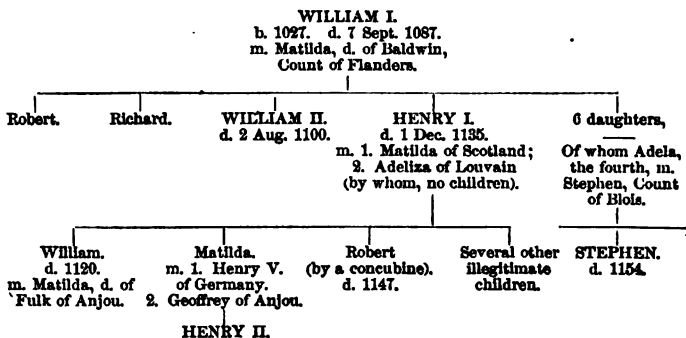 WILLIAM I.
b. 1027. d. 7 Sept. 1087.
m. Matilda, d. of Baldwin,
Count of Flanders.
Robert.
Richard.
WILLIAM II.
d. 2 Aug. 1100.
HENRY I.
d. 1 Dec. 1135.
m. 1. Matilda of Scotland;
2. Adeliza of Louvain
(by whom, no children).
6 daughters,
Of whom Adela,
the fourth, m.
Stephen, Count
of Blois.
William.
d. 1120.
m. Matilda, d. of
Fulk of Anjou.
Matilda.
m. 1. Henry V.
of Germany.
2. Geoffrey of Anjou.
HENRY II.
Robert
(by a concubine).
d. 1147.
Several other
illegitimate
children.
STEPHEN.
d. 1154.